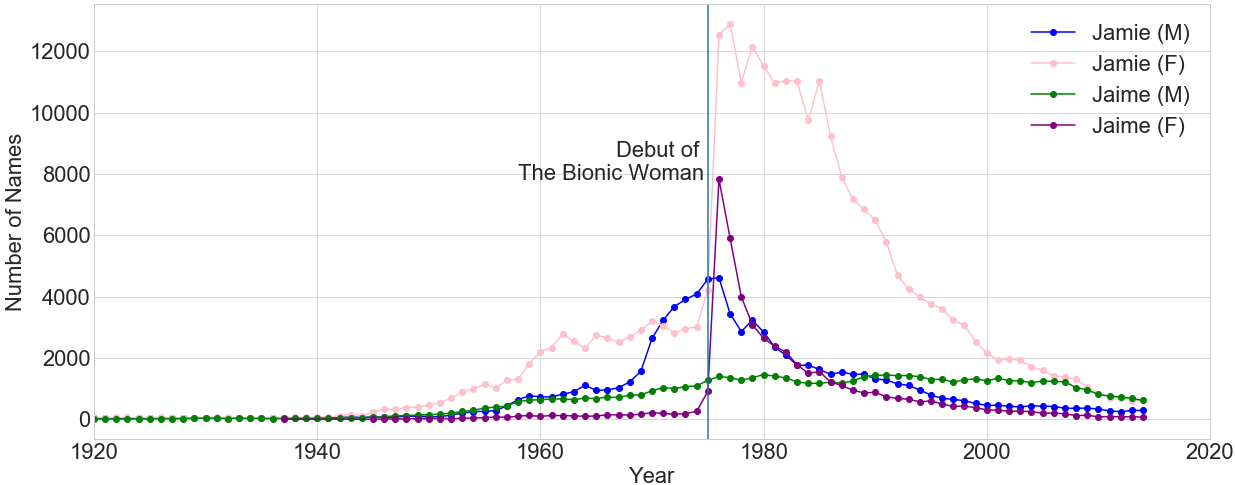 12000
10000
8000
6000
4000
2000
0
Number of Names
Debut of
The Bionic Woman
Jamie (M)
Jamie (F)
Jaime (M)
Jaime (F)
1920
1940
1960
1980
2000
2020
Year